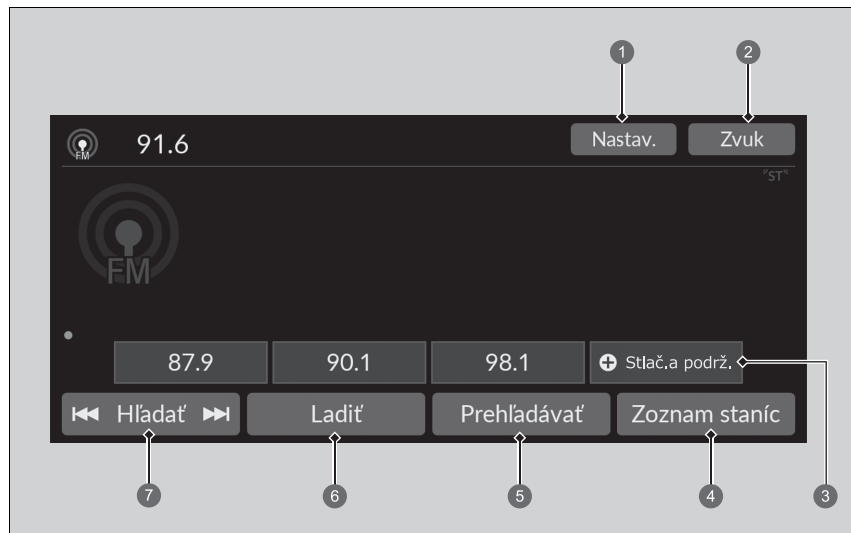 1 2
FM 91.6 Nastav. Zvuk
"ST"
FM
87.9 90.1 98.1 Stlač.a podrž.
Hľadať Ladiť Prehľadávať Zoznam staníc
7 6 5 4 3